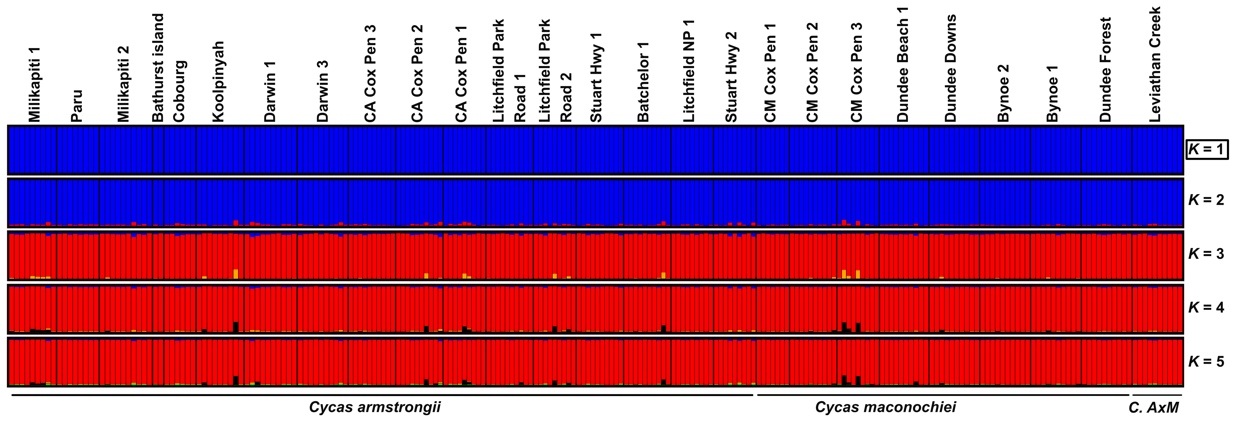 Milikapiti 1
Paru
Milikapiti 2
Bathurst island
Cobourg
Koolpinyah
Darwin 1
Darwin 3
CA Cox Pen 3
CA Cox Pen 2
CA Cox Pen 1
Litchfield Park
Road 1
Litchfield Park
Road 2
Stuart Hwy 1
Batchelor 1
Litchfield NP 1
Stuart Hwy 2
CM Cox Pen 1
CM Cox Pen 2
CM Cox Pen 3
Dundee Beach 1
Dundee Downs
Bynoe 2
Bynoe 1
Dundee Forest
Leviathan Creek
K = 1
K = 2
K = 3
K = 4
K = 5
Cycas armstrongii
Cycas maconochiei
C. AxM